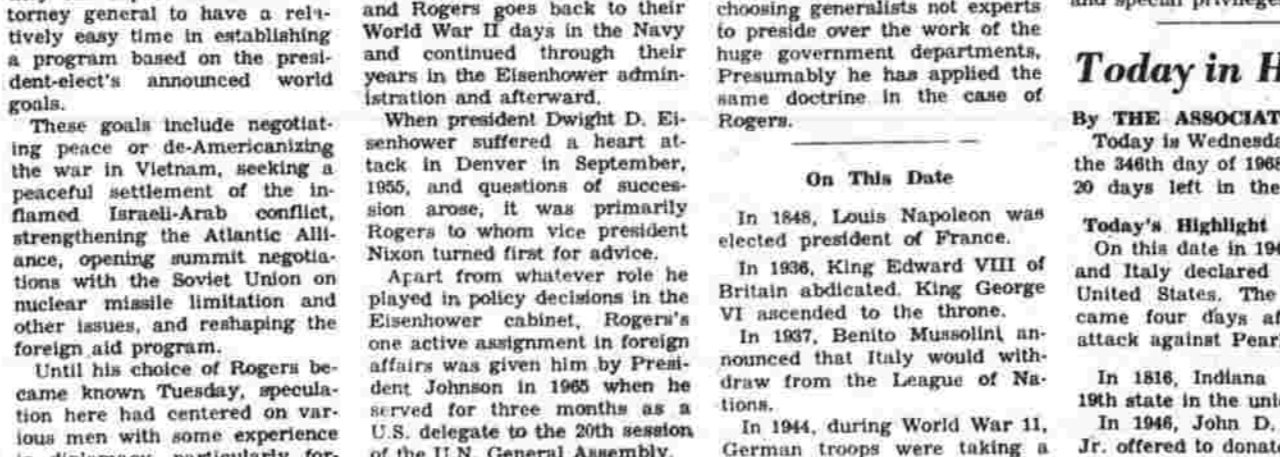 torney general to have a rela-
tively easy time in establishing
a program based on the presi-
dent-elect's announced world
goals.
These goals include negotiat-
ing peace or de-Americanizing
the war in Vietnam, seeking a
peaceful settlement of the in-
flamed Israeli-Arab conflict,
strengthening the Atlantic Alli-
ance, opening summit negotia-
tions with the Soviet Union on
nuclear missile limitation and
other issues, and reshaping the
foreign aid program.
Until his choice of Rogers be-
came known Tuesday, specula-
tion here had centered on var-
ious men with some experience
in diplomacy, particularly for-
and Rogers goes back to their
World War II days in the Navy
and continued through their
years in the Eisenhower admin-
istration and afterward.
When president Dwight D. Ei-
senhower suffered a heart at-
tack in Denver in September,
1955, and questions of succes-
sion arose, it was primarily
Rogers to whom vice president
Nixon turned first for advice.
Apart from whatever role he
played in policy decisions in the
Eisenhower cabinet, Rogers's
one active assignment in foreign
affairs was given him by Presi-
dent Johnson in 1965 when he
served for three months as a
U.S. delegate to the 20th session
of the U.N. General Assembly.
choosing generalists not experts
to preside over the work of the
huge government departments,
Presumably he has applied the
same doctrine in the case of
Rogers.
On This Date
In 1848, Louis Napoleon was
elected president of France.
In 1936, King Edward VIII of
Britain abdicated. King George
VI ascended to the throne.
In 1937, Benito Mussolini, an-
nounced that Italy would with-
draw from the League of Na-
tions.
In 1944, during World War 11,
German troops were taking a
and special privilege
Today in H
By THE ASSOCIAT
Today is Wednesda
the 346th day of 1968
20 days left in the
Today's Highlight
On this date in 194
and Italy declared
United States. The
came four days af
attack against Pear
In 1816, Indiana
19th state in the uni
In 1946, John D.
Jr. offered to donat